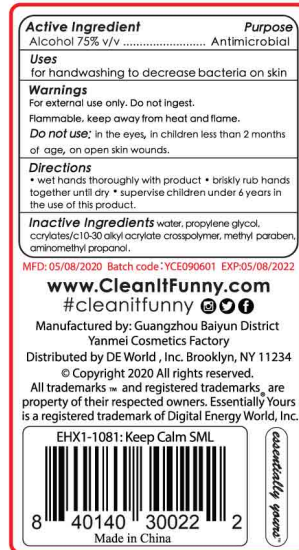 Active Ingredient Purpose
Alcohol 75% v/v .......................... Antimicrobial
Uses
for handwashing to decrease bacteria on skin
Warnings
For external use only. Do not ingest.
Flammable, keep away from heat and flame.
Do not use: in the eyes, in children less than 2 months
of age, on open skin wounds.
Directions
• wet hands thoroughly with product • briskly rub hands
together until dry • supervise children under 6 years in
the use of this product.
Inactive Ingredients water, propylene glycol,
ccrylates/c10-30 alkyl acrylate crosspolymer, methyl paraben,
aminomethyl propanol.
MFD: 05/08/2020 Batch code:YCE090601 EXP:05/08/2022
www.CleanItFunny.com
#cleanitfunny
Manufactured by: Guangzhou Baiyun District
Yanmei Cosmetics Factory
Distributed by DE World , Inc. Brooklyn, NY 11234
© Copyright 2020 All rights reserved.
All trademarks ™ and registered trademarks® are
property of their respected owners. Essentially Yours
is a registered trademark of Digital Energy World, Inc.
EHX1-1081: Keep Calm SML
8 40140 30022 2
Made in China
essentially yours™